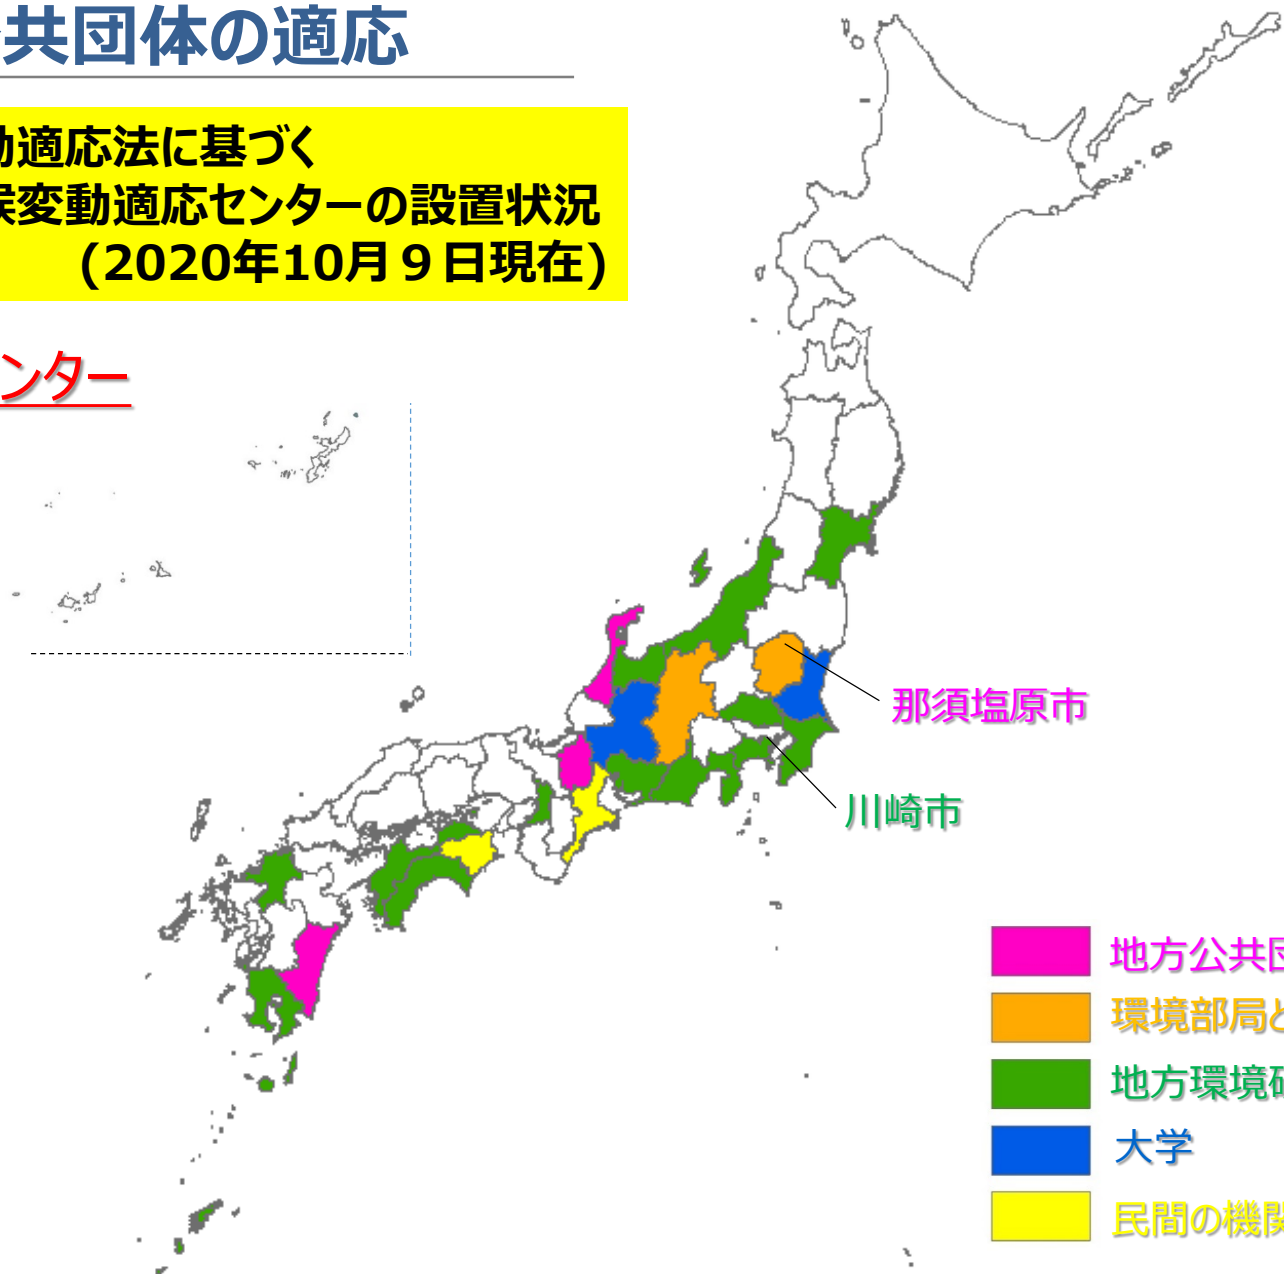 共団体の適応
動適応法に基づく
候変動適応センターの設置状況
(2020年10月９日現在)
ンター
那須塩原市
川崎市
地方公共団
環境部局と
地方環境研
大学
民間の機関